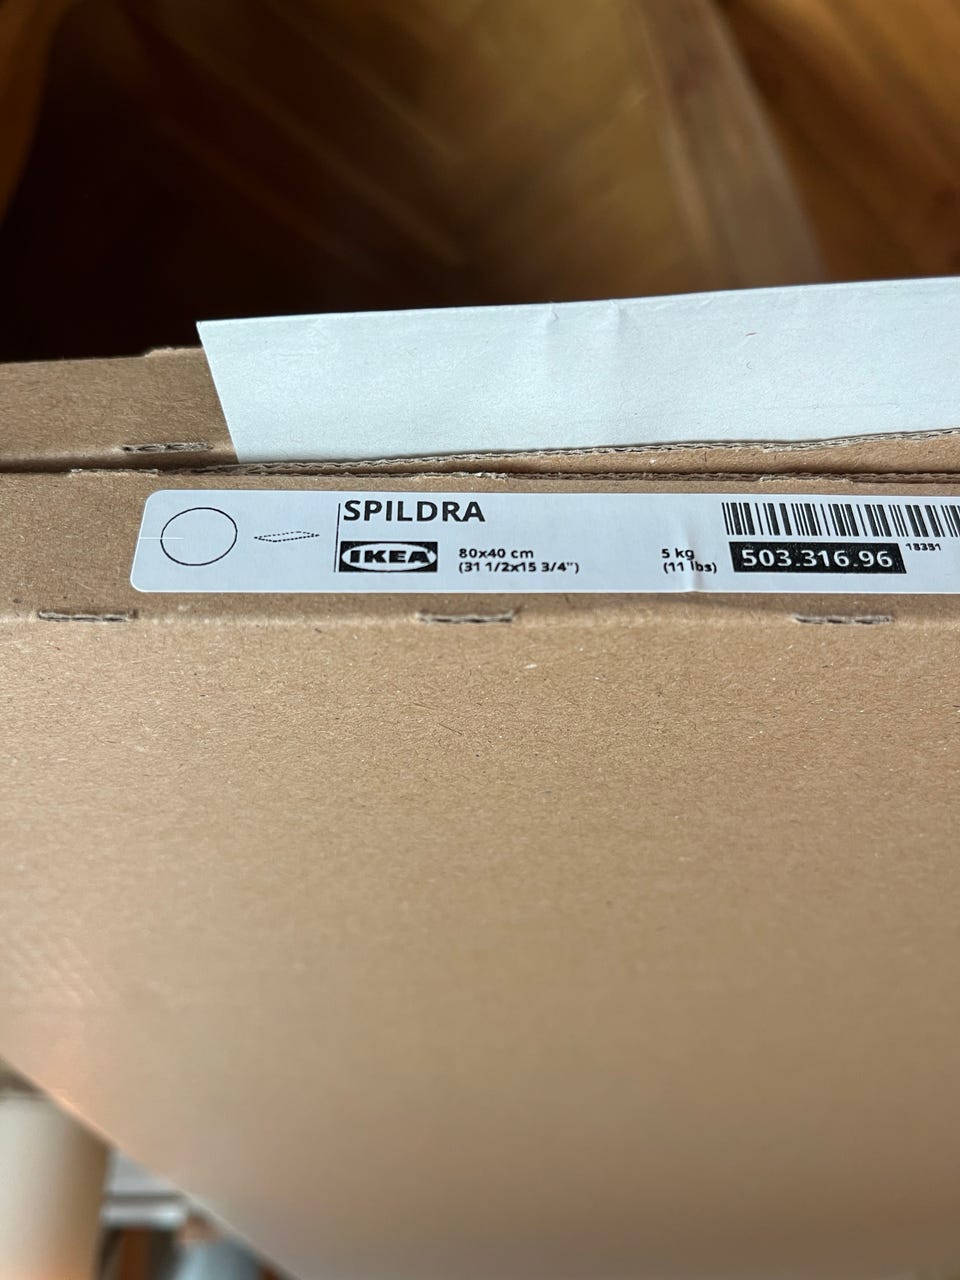 SPILDRA
IKEA
80x40 cm
(31 1/2x15 3/4")
5 kg
(11 lbs)
503.316.96
18351